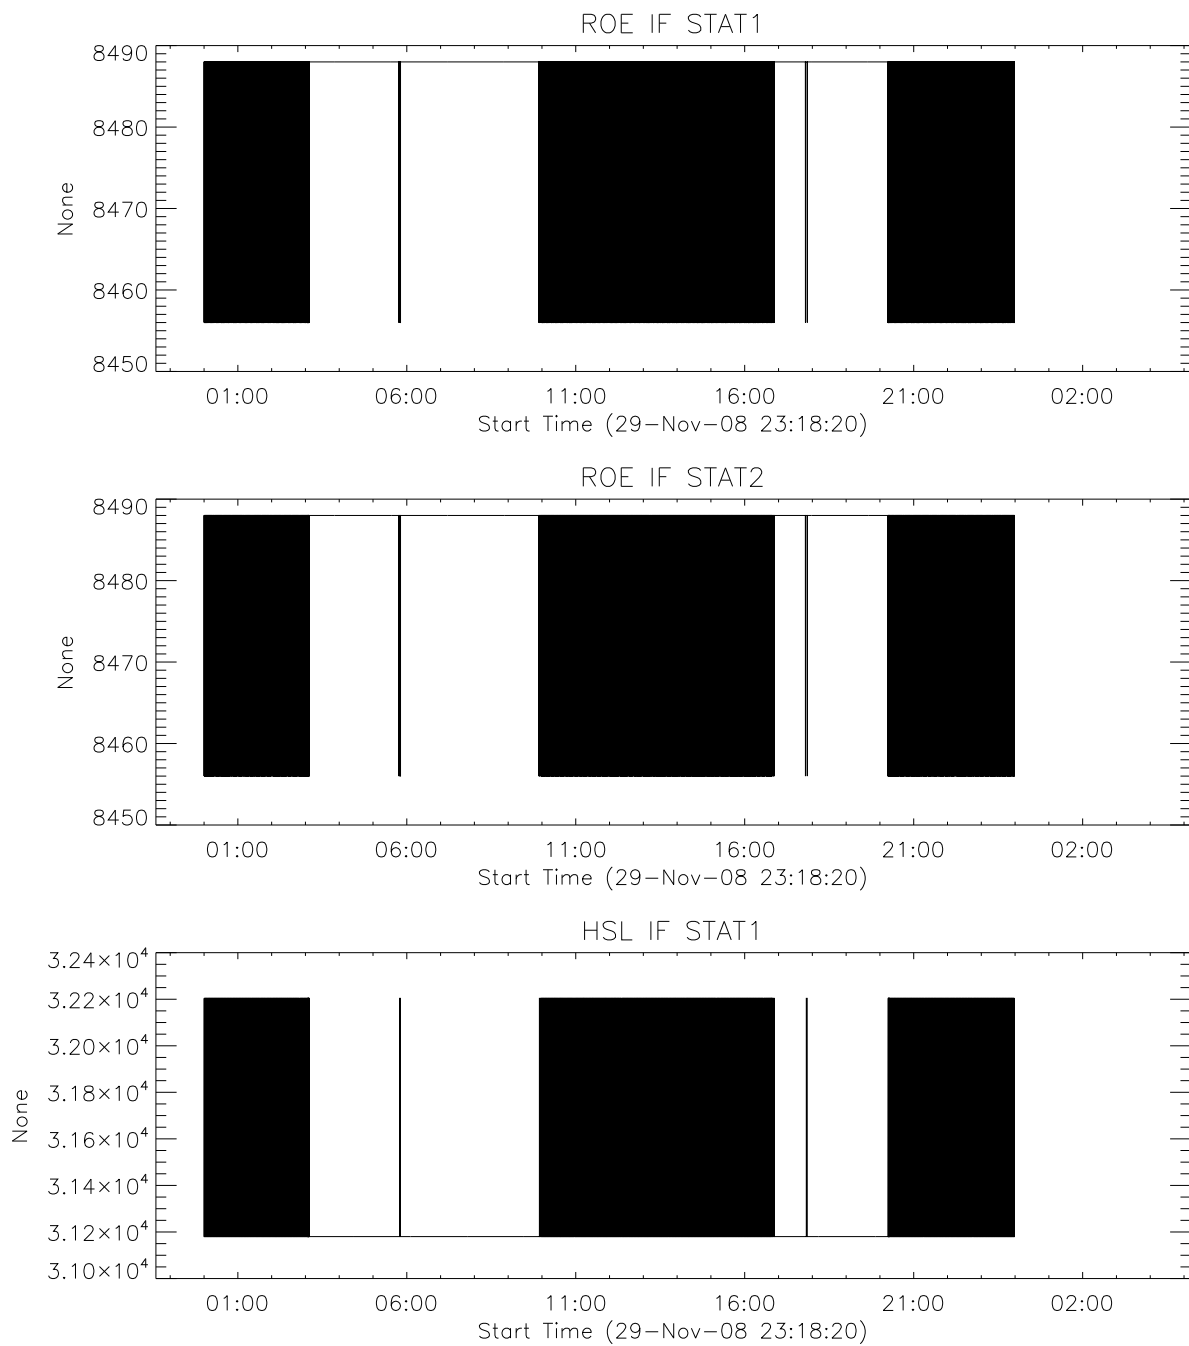 ROE IF STAT1
8490
8480
8470
8460
8450
None
01:00 06:00 11:00 16:00 21:00 02:00
Start Time (29-Nov-08 23:18:20)
ROE IF STAT2
8490
8480
8470
8460
8450
None
01:00 06:00 11:00 16:00 21:00 02:00
Start Time (29-Nov-08 23:18:20)
HSL IF STAT1
3.24×10⁴
3.22×10⁴
3.20×10⁴
3.18×10⁴
3.16×10⁴
3.14×10⁴
3.12×10⁴
3.10×10⁴
None
01:00 06:00 11:00 16:00 21:00 02:00
Start Time (29-Nov-08 23:18:20)